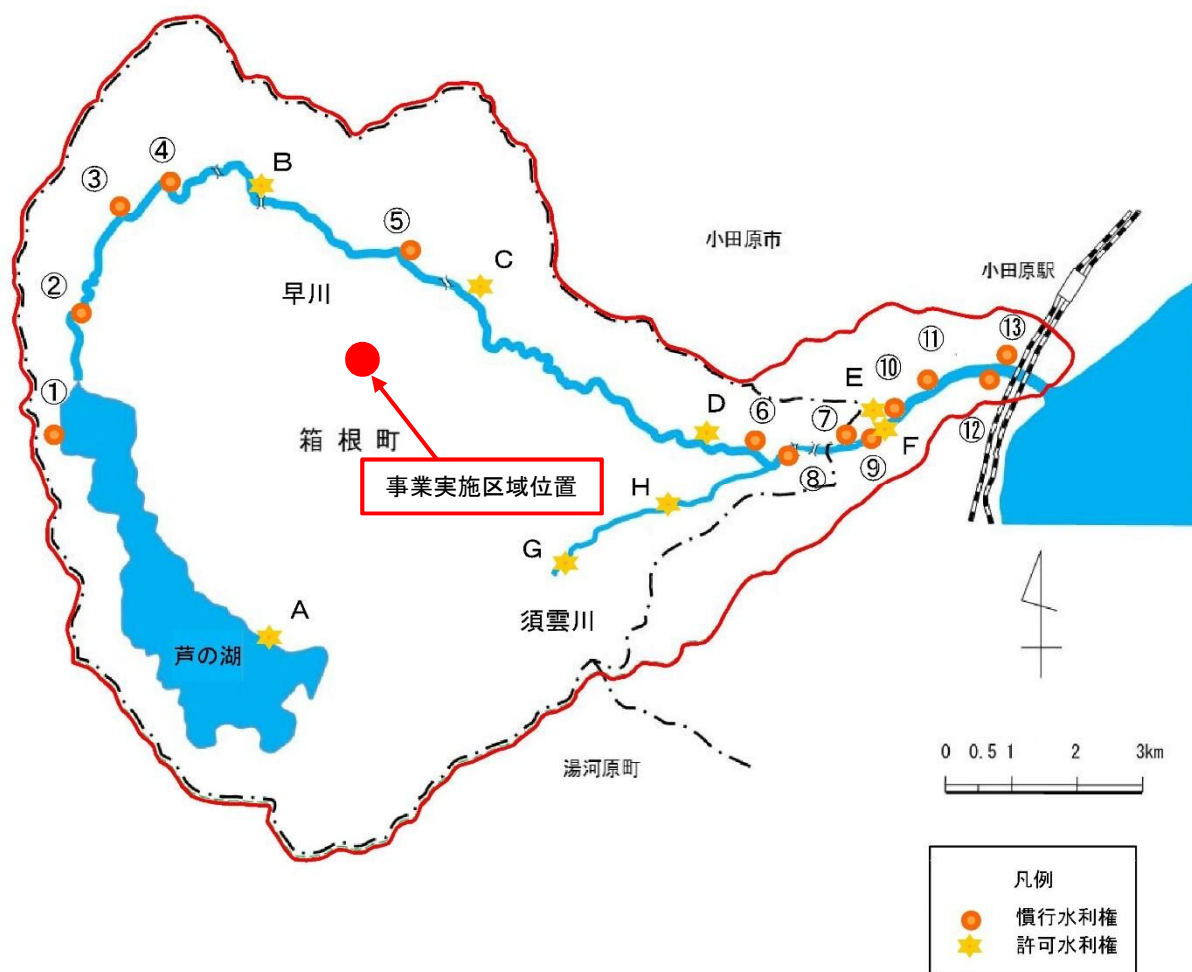 ④
B
③
⑤
C
小田原市
小田原駅
②
早川
⑬
⑪
①
E
⑩
D
⑥
⑦
箱根町
⑫
F
事業実施区域位置
⑧
⑨
H
G
須雲川
A
芦の湖
湯河原町
0 0.5 1 2 3km
凡例
慣行水利権
許可水利権